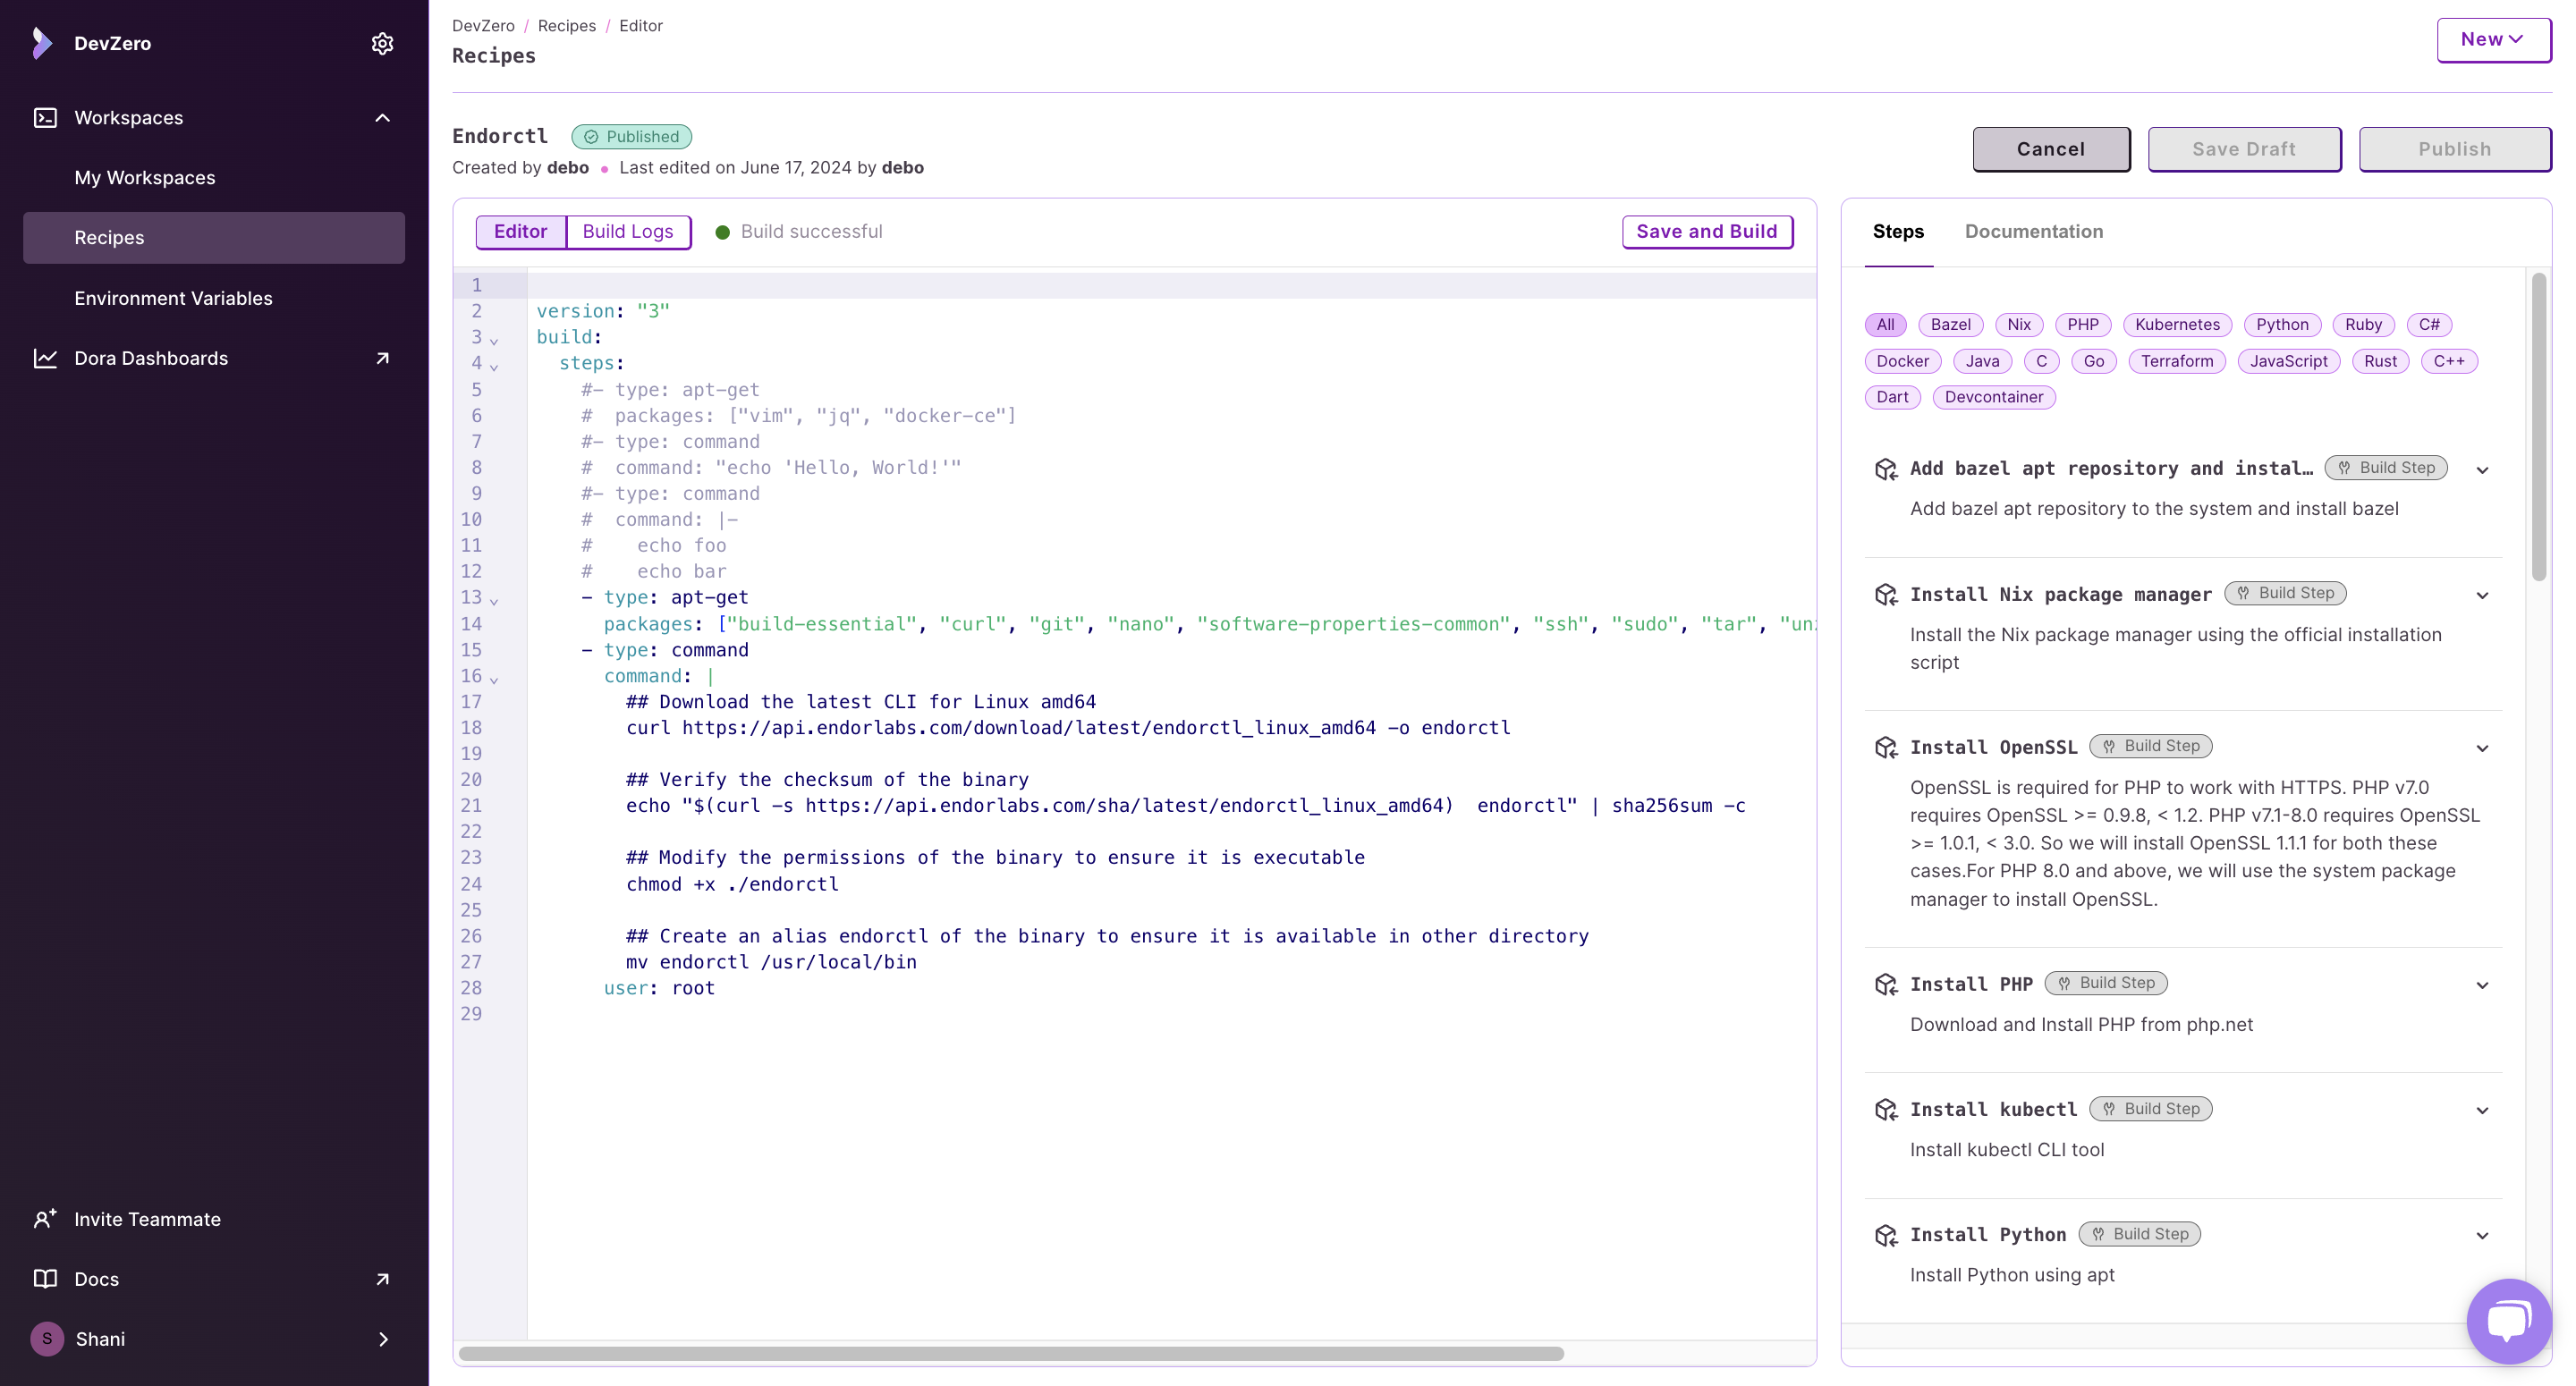 DevZero
Workspaces
My Workspaces
Recipes
Environment Variables
Dora Dashboards
Invite Teammate
Docs
S Shani
DevZero / Recipes / Editor
Recipes
New
Endorctl Published
Created by debo • Last edited on June 17, 2024 by debo
Cancel Save Draft Publish
Editor Build Logs Build successful Save and Build
1
2 version: "3"
3 build:
4 steps:
5 #- type: apt-get
6 # packages: ["vim", "jq", "docker-ce"]
7 #- type: command
8 # command: "echo 'Hello, World!'"
9 #- type: command
10 # command: |-
11 # echo foo
12 # echo bar
13 - type: apt-get
14 packages: ["build-essential", "curl", "git", "nano", "software-properties-common", "ssh", "sudo", "tar",
15 - type: command
16 command: |
17 ## Download the latest CLI for Linux amd64
18 curl https://api.endorlabs.com/download/latest/endorctl_linux_amd64 -o endorctl
19
20 ## Verify the checksum of the binary
21 echo "$(curl -s https://api.endorlabs.com/sha/latest/endorctl_linux_amd64)  endorctl" | sha256sum -c
22
23 ## Modify the permissions of the binary to ensure it is executable
24 chmod +x ./endorctl
25
26 ## Create an alias endorctl of the binary to ensure it is available in other directory
27 mv endorctl /usr/local/bin
28 user: root
29
Steps Documentation
All Bazel Nix PHP Kubernetes Python Ruby C#
Docker Java C Go Terraform JavaScript Rust C++
Dart Devcontainer
Add bazel apt repository and instal… Build Step
Add bazel apt repository to the system and install bazel
Install Nix package manager Build Step
Install the Nix package manager using the official installation
script
Install OpenSSL Build Step
OpenSSL is required for PHP to work with HTTPS. PHP v7.0
requires OpenSSL >= 0.9.8, < 1.2. PHP v7.1-8.0 requires OpenSSL
>= 1.0.1, < 3.0. So we will install OpenSSL 1.1.1 for both these
cases.For PHP 8.0 and above, we will use the system package
manager to install OpenSSL.
Install PHP Build Step
Download and Install PHP from php.net
Install kubectl Build Step
Install kubectl CLI tool
Install Python Build Step
Install Python using apt